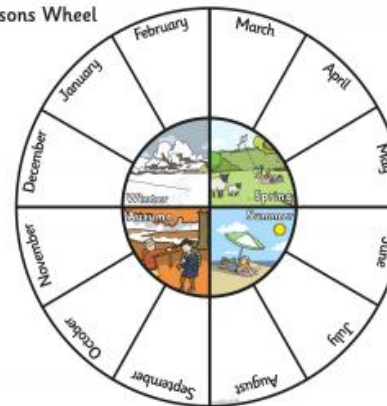 sons Wheel
February
March
January
April
December
May
Winter
Spring
Autumn
Summer
November
June
October
July
September
August